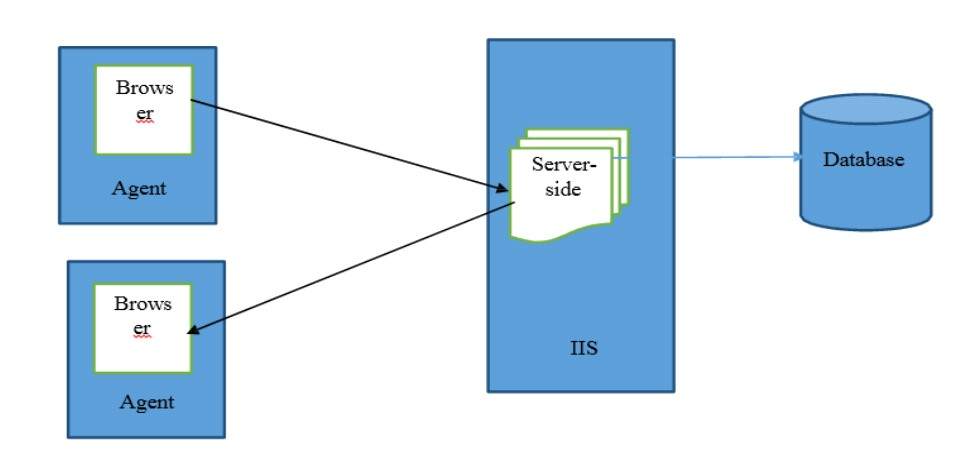 Brows
er
Agent
Server-
side
Database
Brows
er
Agent
IIS